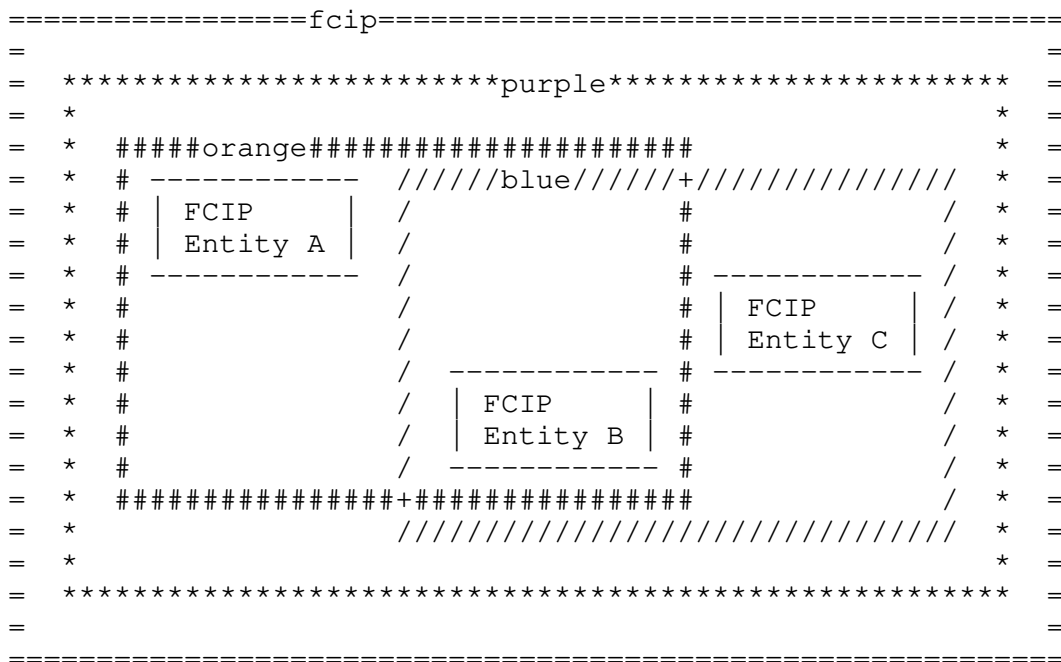 fcip
purple
orange
blue
FCIP
Entity A
FCIP
Entity C
FCIP
Entity B